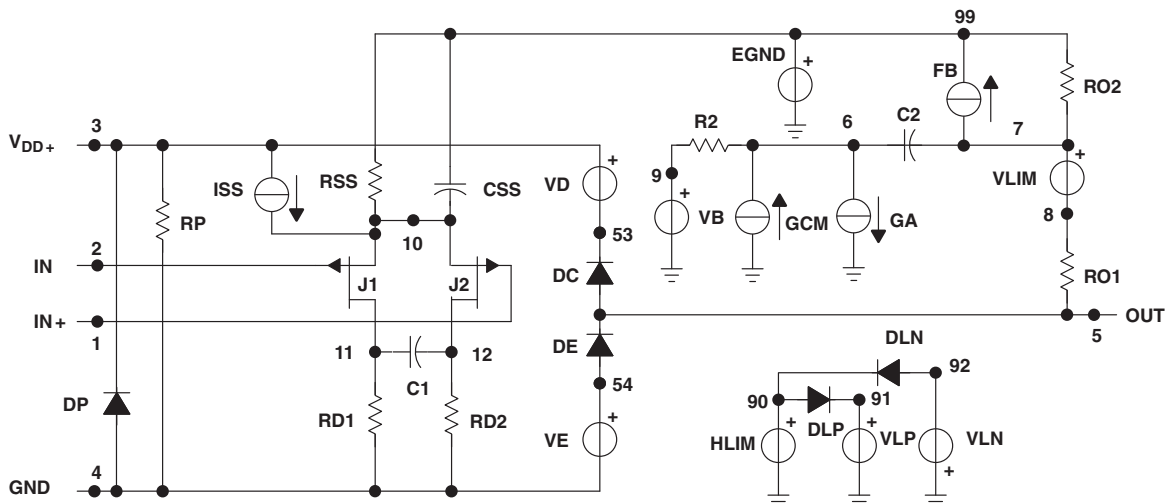 99
EGND
+
FB
RO2
3
VDD+
R2
6
C2
7
+
VLIM
ISS
RSS
CSS
+
VD
9
+
VB
GCM
GA
8
RP
10
53
2
IN
J1
J2
DC
RO1
IN+
1
OUT
5
11
12
DE
DLN
92
C1
54
90
91
DP
RD1
RD2
+
VE
DLP
HLIM
+
+
VLP
VLN
+
4
GND